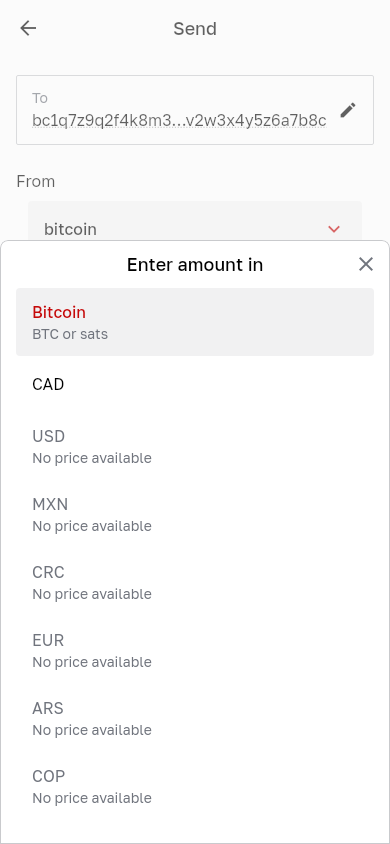 Send
To
bc1q7z9q2f4k8m3...v2w3x4y5z6a7b8c
From
bitcoin
Enter amount in
Bitcoin
BTC or sats
CAD
USD
No price available
MXN
No price available
CRC
No price available
EUR
No price available
ARS
No price available
COP
No price available